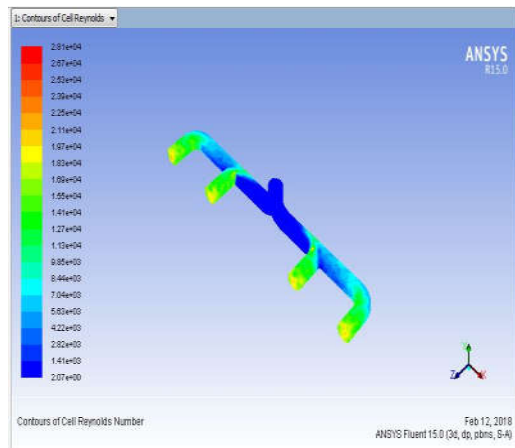 1: Contours of Cell Reynolds
ANSYS
R15.0
2.81e+04
2.67e+04
2.53e+04
2.39e+04
2.25e+04
2.11e+04
1.97e+04
1.83e+04
1.69e+04
1.55e+04
1.41e+04
1.27e+04
1.13e+04
9.85e+03
8.44e+03
7.04e+03
5.63e+03
4.22e+03
2.82e+03
1.41e+03
2.07e+00
Y
Z
X
Contours of Cell Reynolds Number
Feb 12, 2018
ANSYS Fluent 15.0 (3d, dp, pbns, S-A)